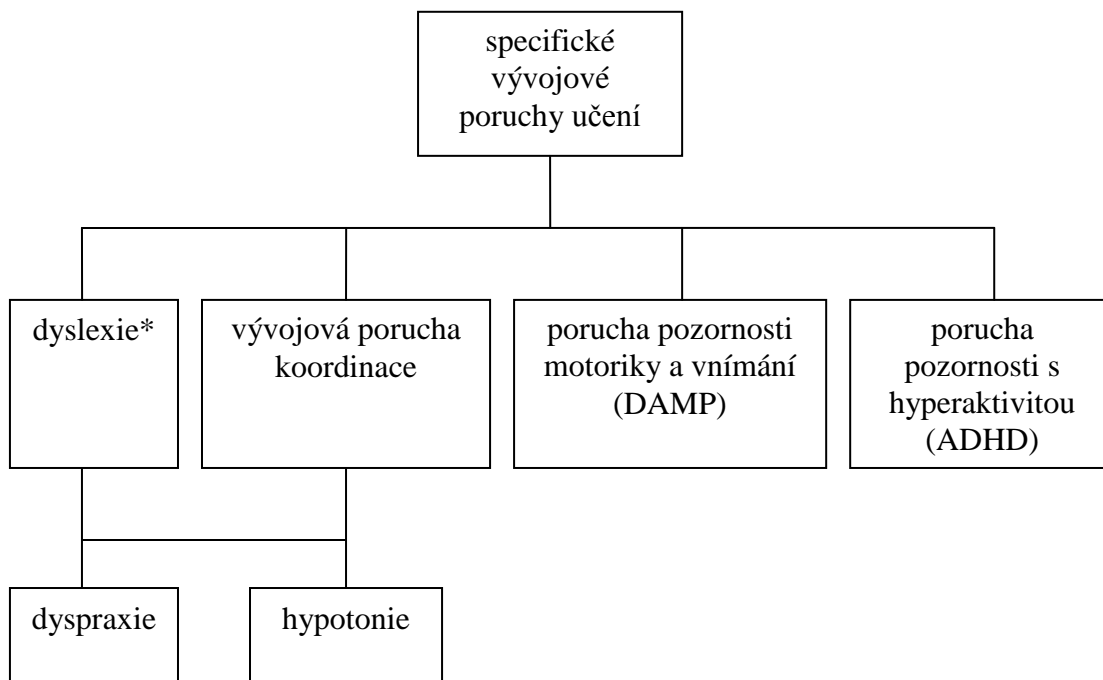 specifické
vývojové
poruchy učení
dyslexie*
vývojová porucha
koordinace
porucha pozornosti
motoriky a vnímání
(DAMP)
porucha
pozornosti s
hyperaktivitou
(ADHD)
dyspraxie
hypotonie